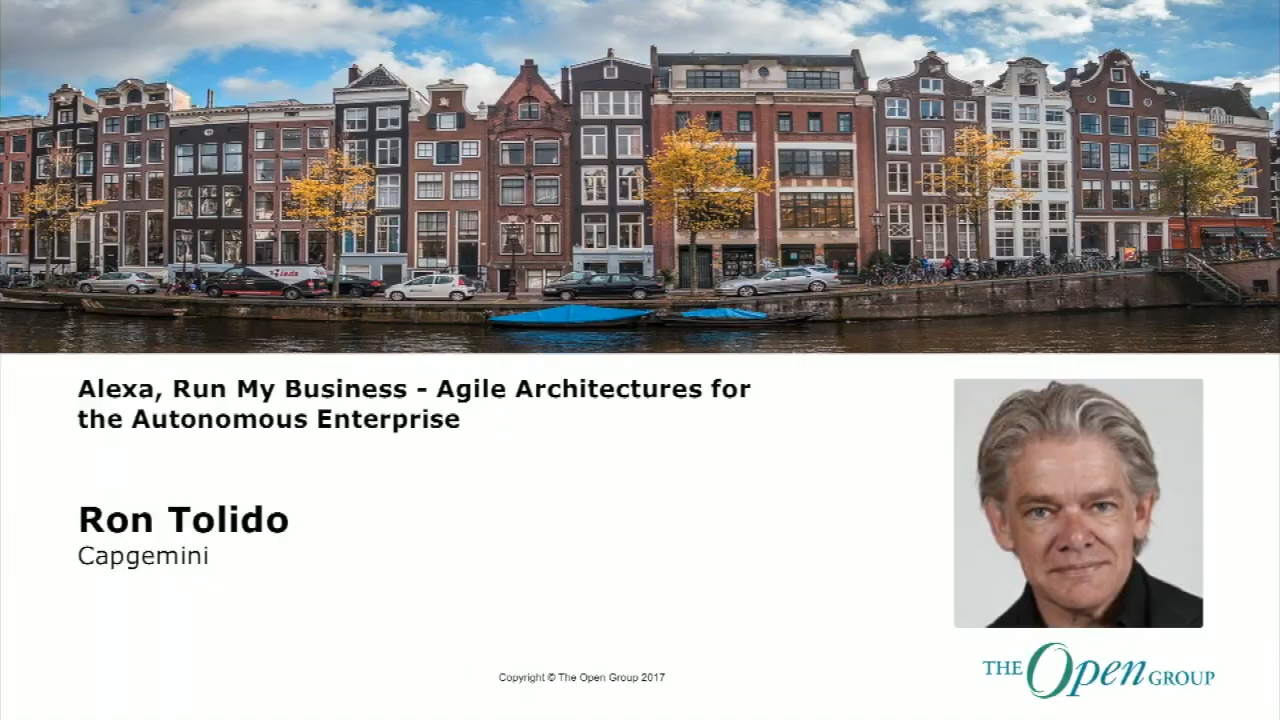 Alexa, Run My Business - Agile Architectures for
the Autonomous Enterprise
Ron Tolido
Capgemini
Copyright © The Open Group 2017
THE Open GROUP